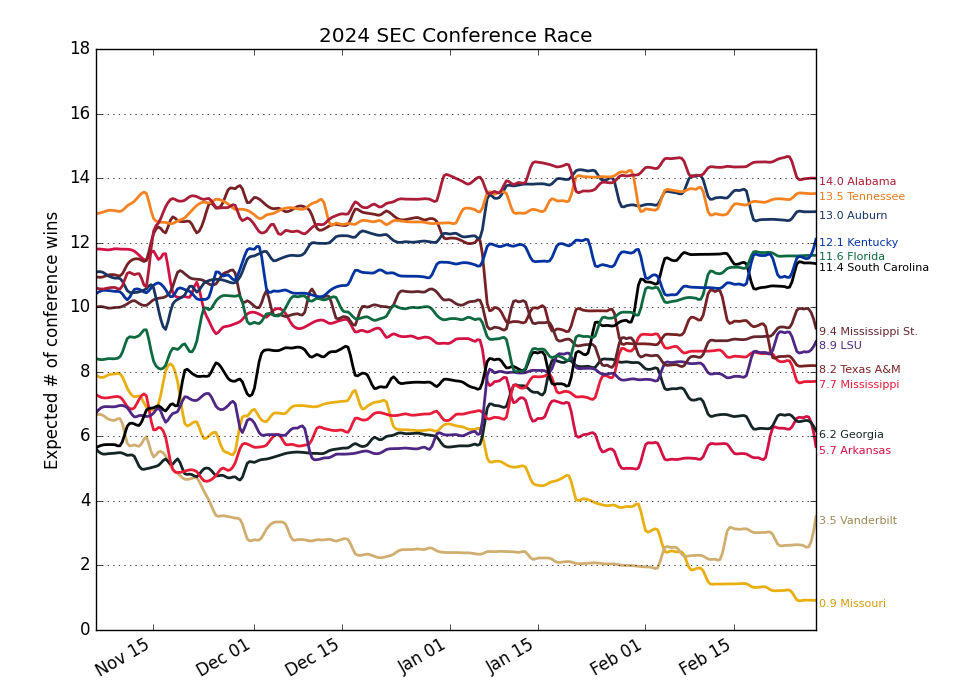 2024 SEC Conference Race
Expected # of conference wins
18
16
14
12
10
8
6
4
2
0
14.0 Alabama
13.5 Tennessee
13.0 Auburn
12.1 Kentucky
11.6 Florida
11.4 South Carolina
9.4 Mississippi St.
8.9 LSU
8.2 Texas A&M
7.7 Mississippi
6.2 Georgia
5.7 Arkansas
3.5 Vanderbilt
0.9 Missouri
Nov 15
Dec 01
Dec 15
Jan 01
Jan 15
Feb 01
Feb 15